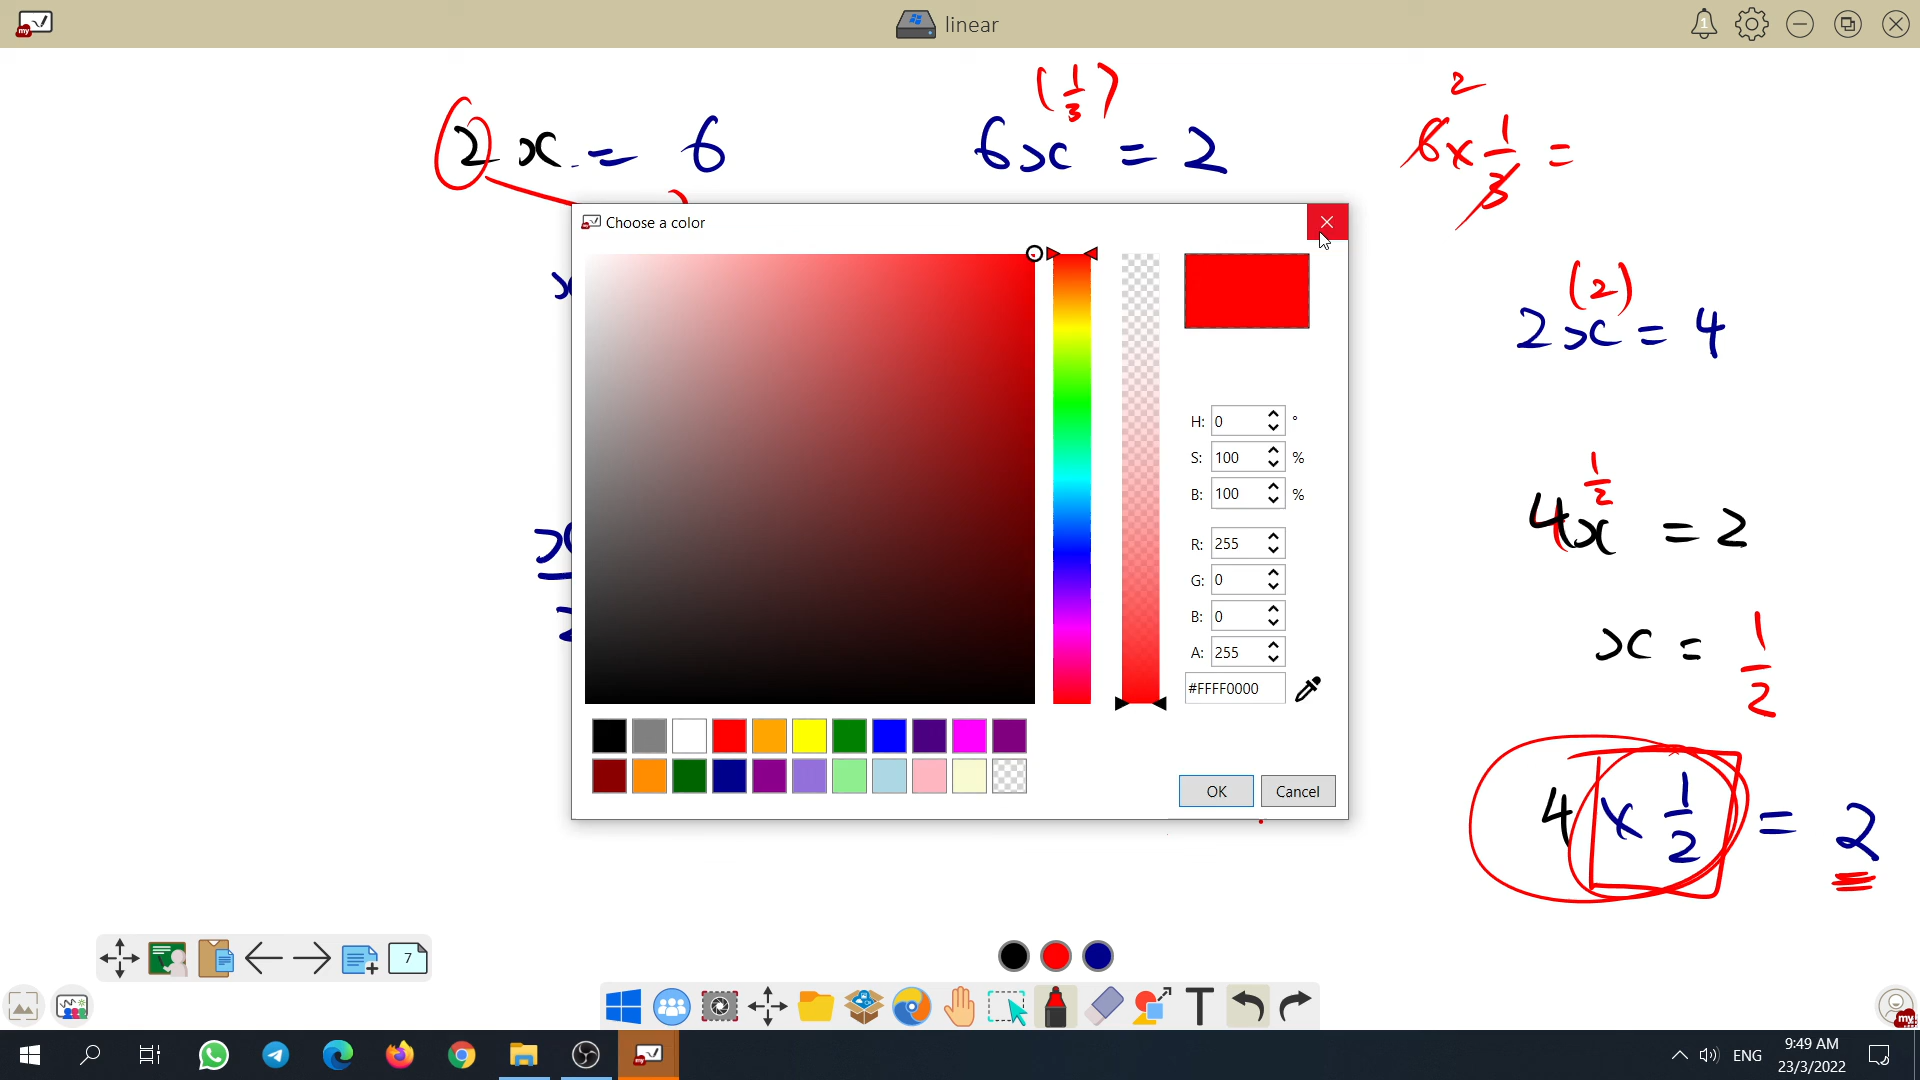 linear
1
2x = 6
(1/3)
6x = 2
2
6x 1/3 =
Choose a color
(2)
2x = 4
H: 0 °
S: 100 %
B: 100 %
R: 255
G: 0
B: 0
A: 255
#FFFF0000
1/2
4x = 2
x = 1/2
OK
Cancel
4 x 1/2 = 2
7
T
my
ENG
9:49 AM
23/3/2022